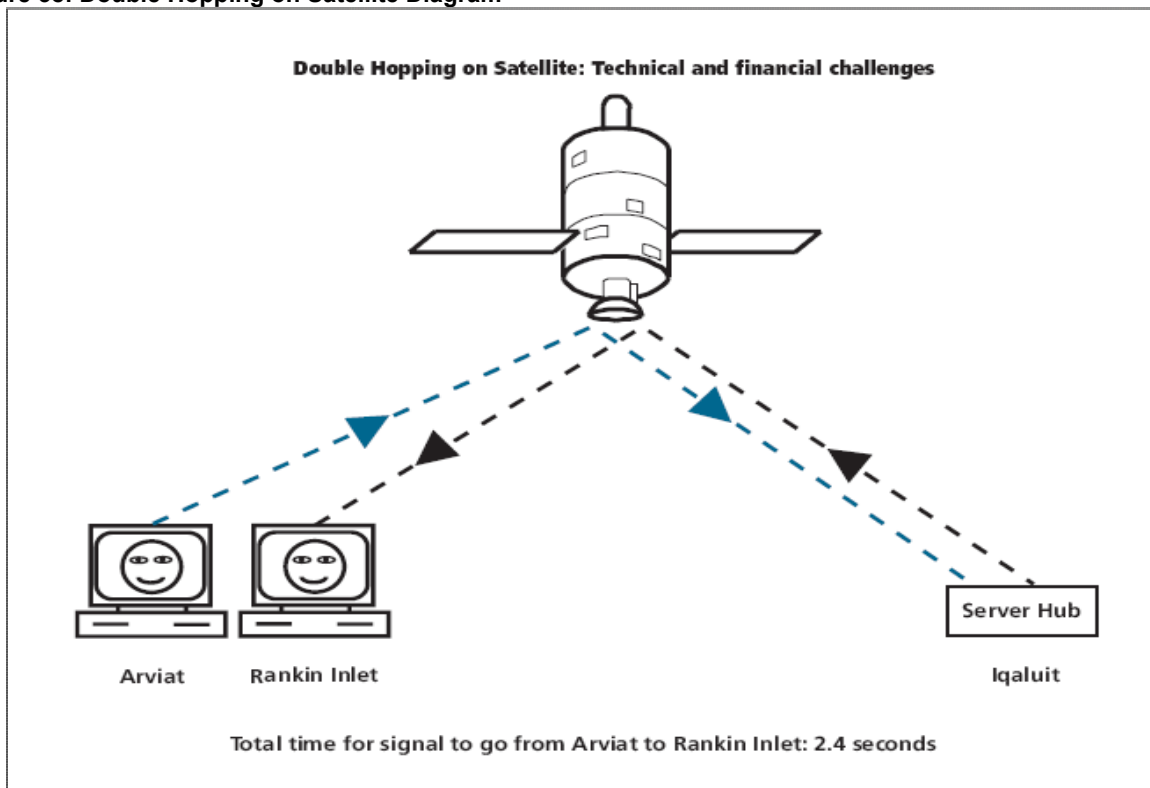 Double Hopping on Satellite: Technical and financial challenges
Server Hub
Arviat
Rankin Inlet
Iqaluit
Total time for signal to go from Arviat to Rankin Inlet: 2.4 seconds